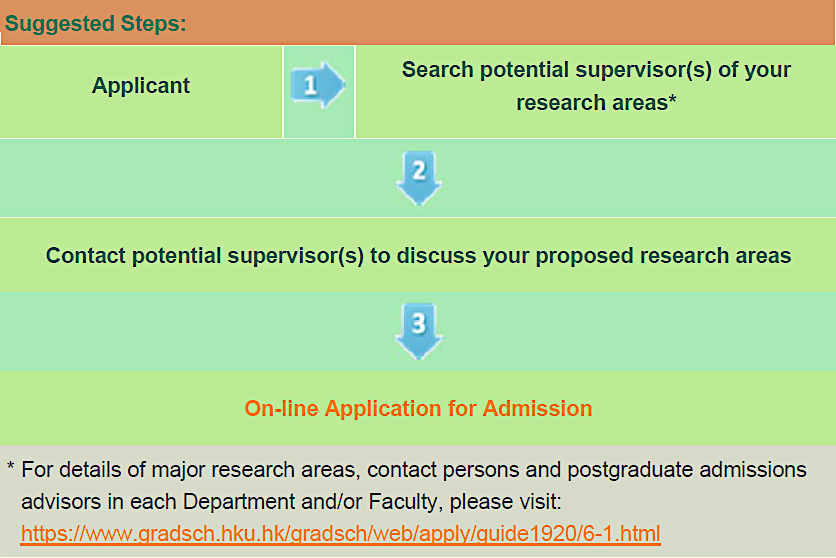 Suggested Steps:
Applicant
1
Search potential supervisor(s) of your
research areas*
2
Contact potential supervisor(s) to discuss your proposed research areas
3
On-line Application for Admission
* For details of major research areas, contact persons and postgraduate admissions
advisors in each Department and/or Faculty, please visit:
https://www.gradsch.hku.hk/gradsch/web/apply/guide1920/6-1.html